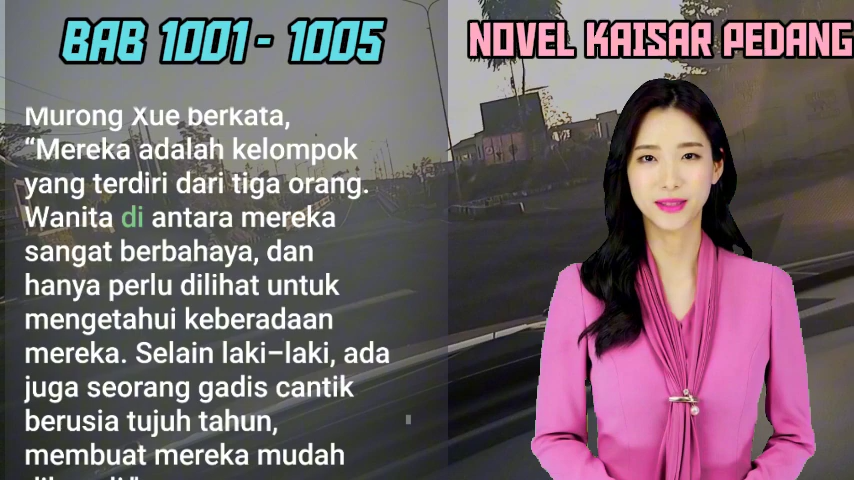 BAB 1001 - 1005
NOVEL KAISAR PEDANG
Murong Xue berkata,
“Mereka adalah kelompok
yang terdiri dari tiga orang.
Wanita di antara mereka
sangat berbahaya, dan
hanya perlu dilihat untuk
mengetahui keberadaan
mereka. Selain laki–laki, ada
juga seorang gadis cantik
berusia tujuh tahun,
membuat mereka mudah